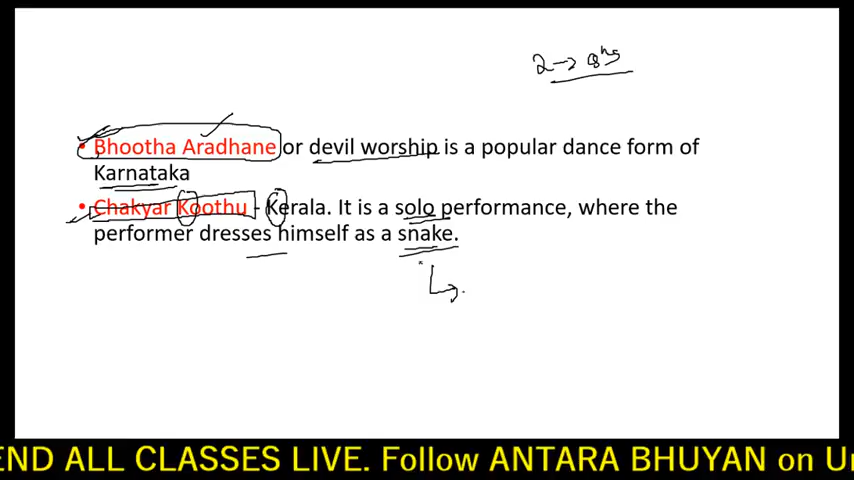 2 → 8hs
• Bhootha Aradhane or devil worship is a popular dance form of
Karnataka
• Chakyar Koothu - Kerala. It is a solo performance, where the
performer dresses himself as a snake.
END ALL CLASSES LIVE. Follow ANTARA BHUYAN on Un